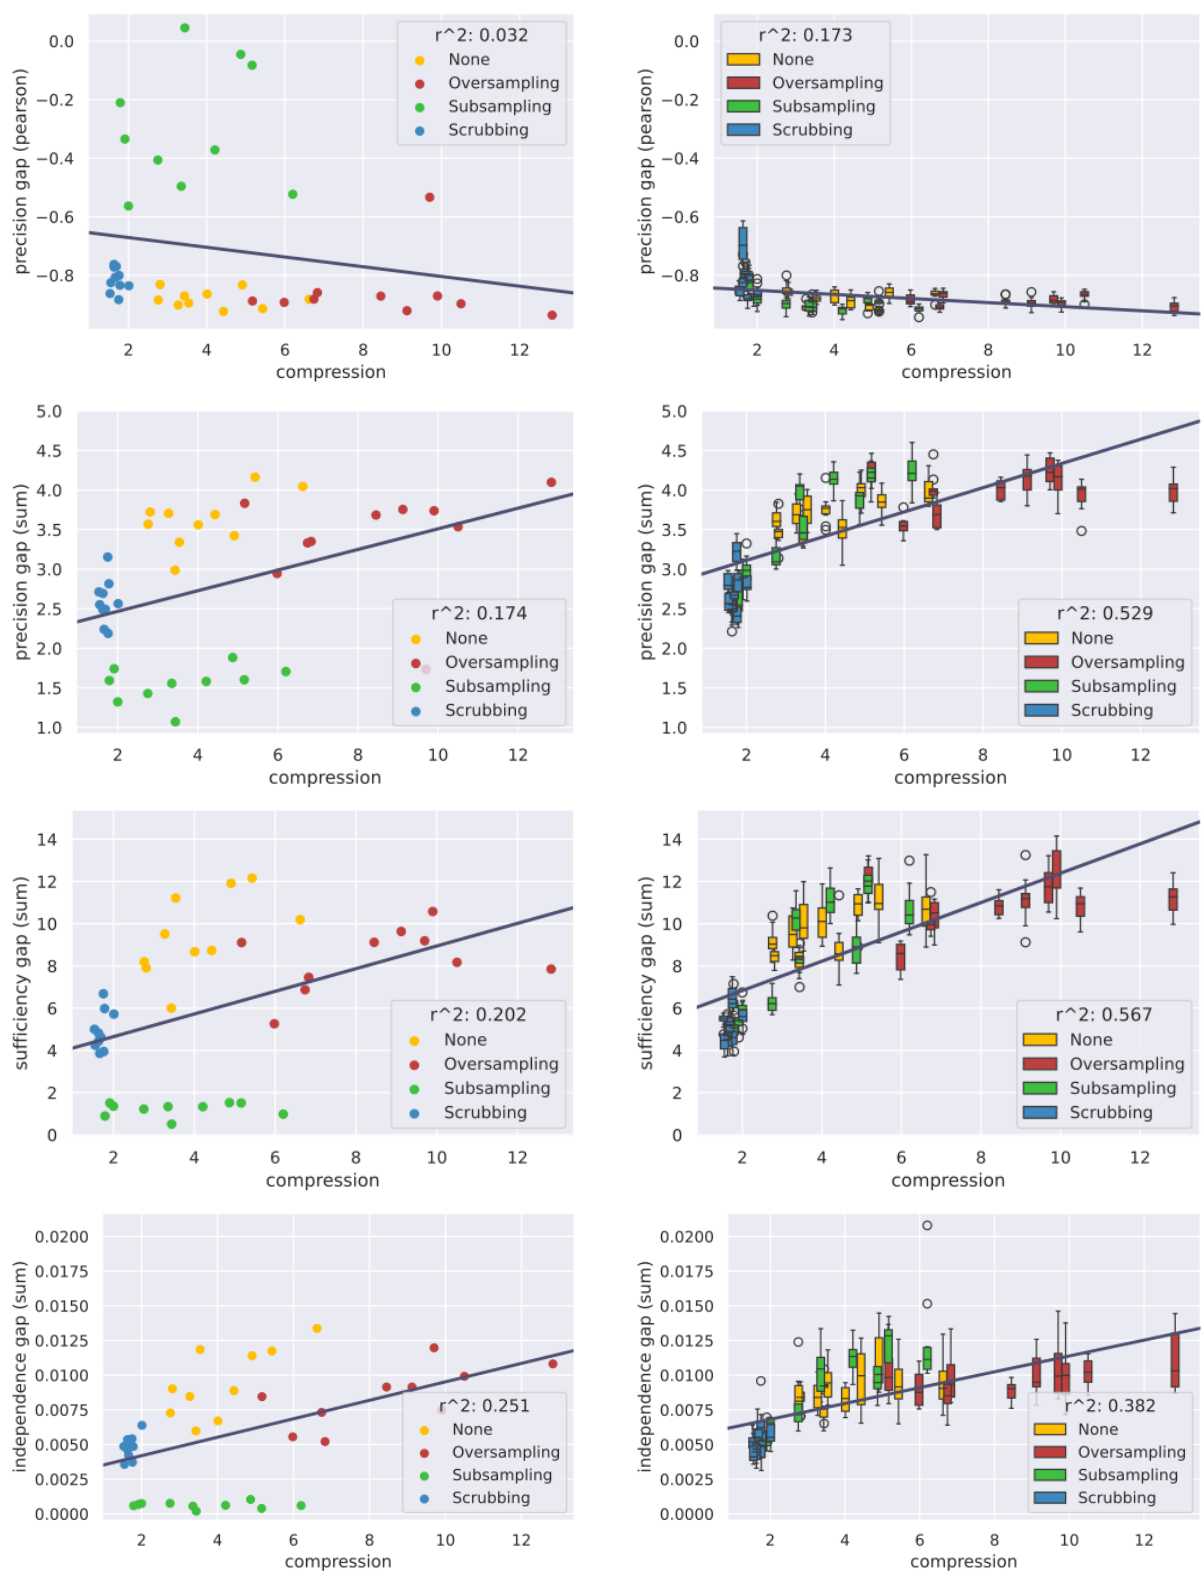 r^2: 0.032
None
Oversampling
Subsampling
Scrubbing
0.0
−0.2
−0.4
−0.6
−0.8
precision gap (pearson)
2 4 6 8 10 12
compression
r^2: 0.173
None
Oversampling
Subsampling
Scrubbing
0.0
−0.2
−0.4
−0.6
−0.8
precision gap (pearson)
2 4 6 8 10 12
compression
5.0
4.5
4.0
3.5
3.0
2.5
2.0
1.5
1.0
precision gap (sum)
r^2: 0.174
None
Oversampling
Subsampling
Scrubbing
2 4 6 8 10 12
compression
5.0
4.5
4.0
3.5
3.0
2.5
2.0
1.5
1.0
precision gap (sum)
r^2: 0.529
None
Oversampling
Subsampling
Scrubbing
2 4 6 8 10 12
compression
14
12
10
8
6
4
2
0
sufficiency gap (sum)
r^2: 0.202
None
Oversampling
Subsampling
Scrubbing
2 4 6 8 10 12
compression
14
12
10
8
6
4
2
0
sufficiency gap (sum)
r^2: 0.567
None
Oversampling
Subsampling
Scrubbing
2 4 6 8 10 12
compression
0.0200
0.0175
0.0150
0.0125
0.0100
0.0075
0.0050
0.0025
0.0000
independence gap (sum)
r^2: 0.251
None
Oversampling
Subsampling
Scrubbing
2 4 6 8 10 12
compression
0.0200
0.0175
0.0150
0.0125
0.0100
0.0075
0.0050
0.0025
0.0000
independence gap (sum)
r^2: 0.382
None
Oversampling
Subsampling
Scrubbing
2 4 6 8 10 12
compression